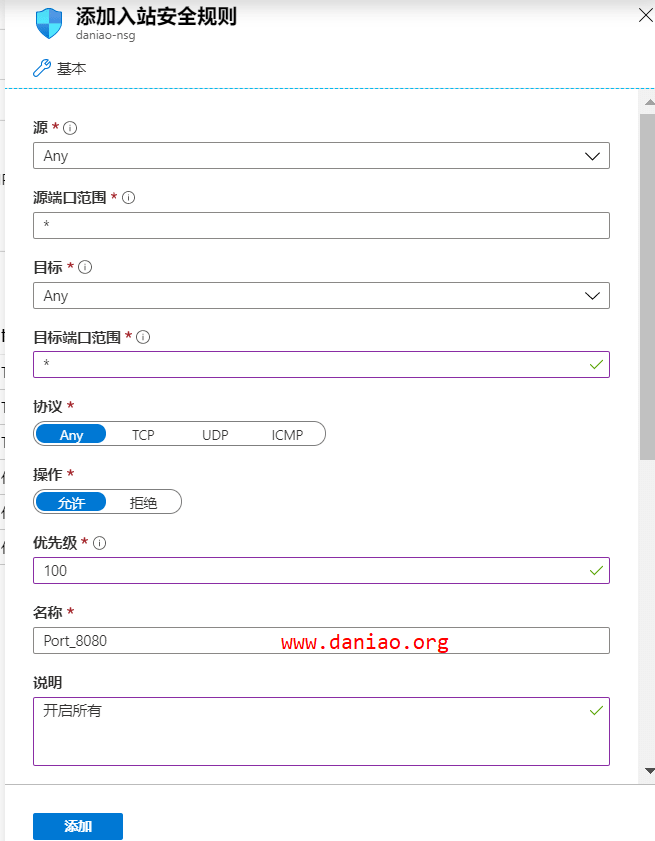 添加入站安全规则
daniao-nsg
基本
源 *
Any
源端口范围 *
*
目标 *
Any
目标端口范围 *
*
协议 *
Any TCP UDP ICMP
操作 *
允许 拒绝
优先级 *
100
名称 *
Port_8080
www.daniao.org
说明
开启所有
添加